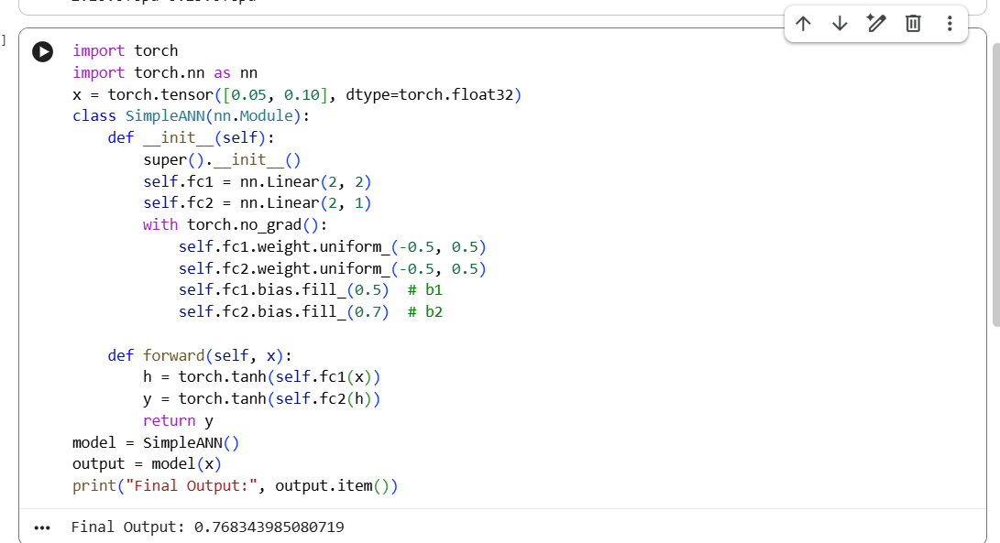 ]
import torch
import torch.nn as nn
x = torch.tensor([0.05, 0.10], dtype=torch.float32)
class SimpleANN(nn.Module):
    def __init__(self):
        super().__init__()
        self.fc1 = nn.Linear(2, 2)
        self.fc2 = nn.Linear(2, 1)
        with torch.no_grad():
            self.fc1.weight.uniform_(-0.5, 0.5)
            self.fc2.weight.uniform_(-0.5, 0.5)
            self.fc1.bias.fill_(0.5)  # b1
            self.fc2.bias.fill_(0.7)  # b2

    def forward(self, x):
        h = torch.tanh(self.fc1(x))
        y = torch.tanh(self.fc2(h))
        return y
model = SimpleANN()
output = model(x)
print("Final Output:", output.item())
Final Output: 0.768343985080719